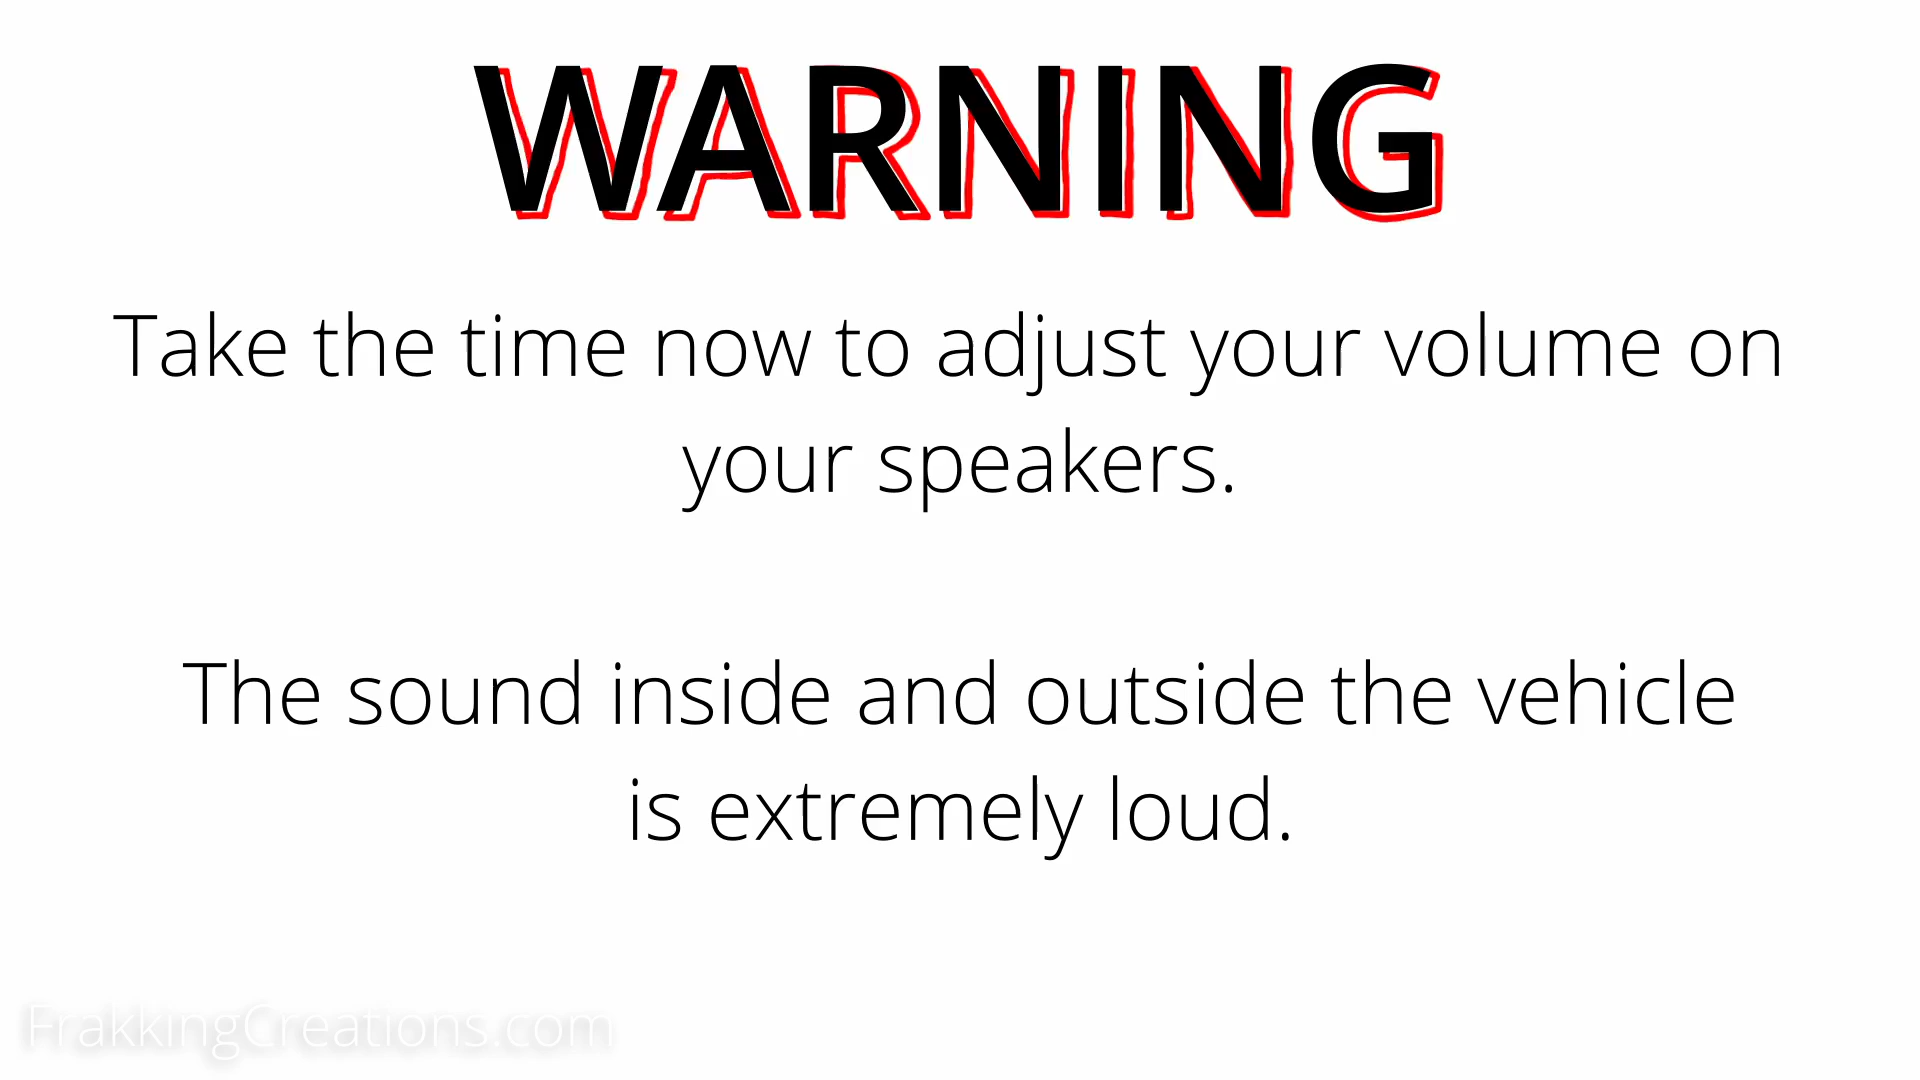 WARNING
Take the time now to adjust your volume on
your speakers.
The sound inside and outside the vehicle
is extremely loud.
FrakkingCreations.com